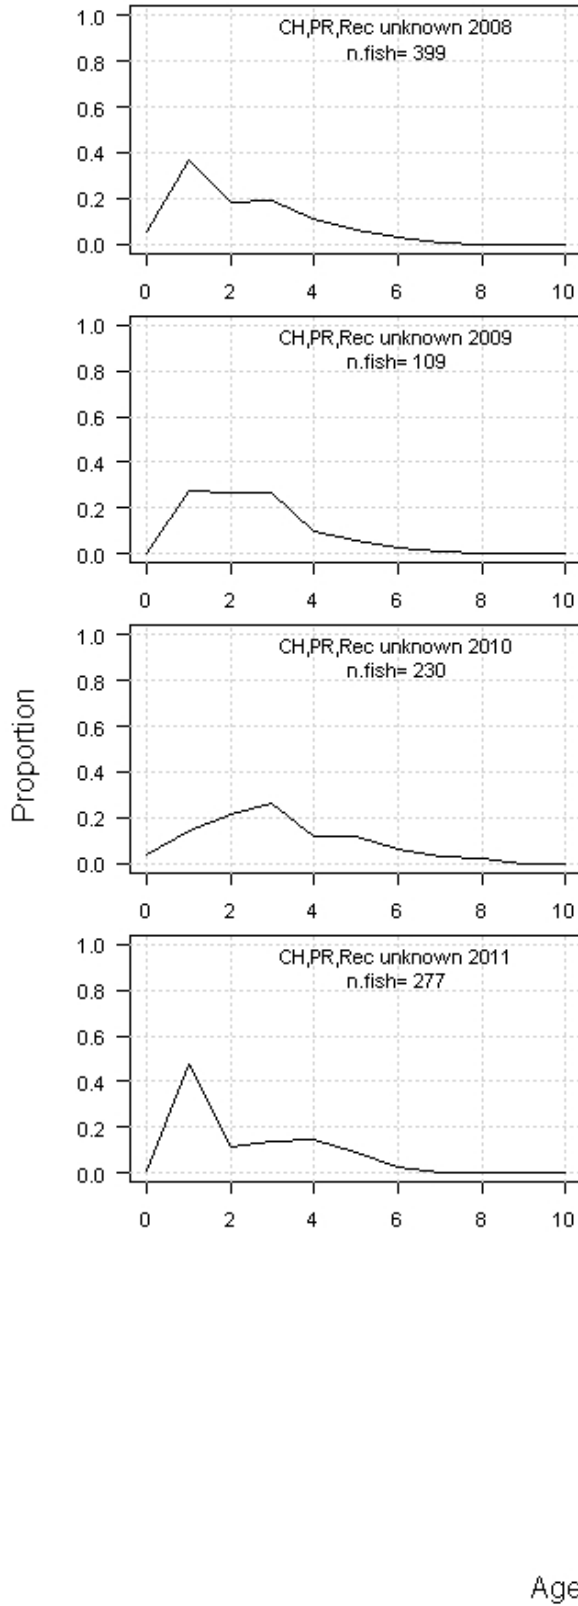 CH,PR,Rec unknown 2008
n.fish= 399
1.0
0.8
0.6
0.4
0.2
0.0
0 2 4 6 8 10
CH,PR,Rec unknown 2009
n.fish= 109
1.0
0.8
0.6
0.4
0.2
0.0
0 2 4 6 8 10
CH,PR,Rec unknown 2010
n.fish= 230
1.0
0.8
0.6
0.4
0.2
0.0
0 2 4 6 8 10
Proportion
CH,PR,Rec unknown 2011
n.fish= 277
1.0
0.8
0.6
0.4
0.2
0.0
0 2 4 6 8 10
Age